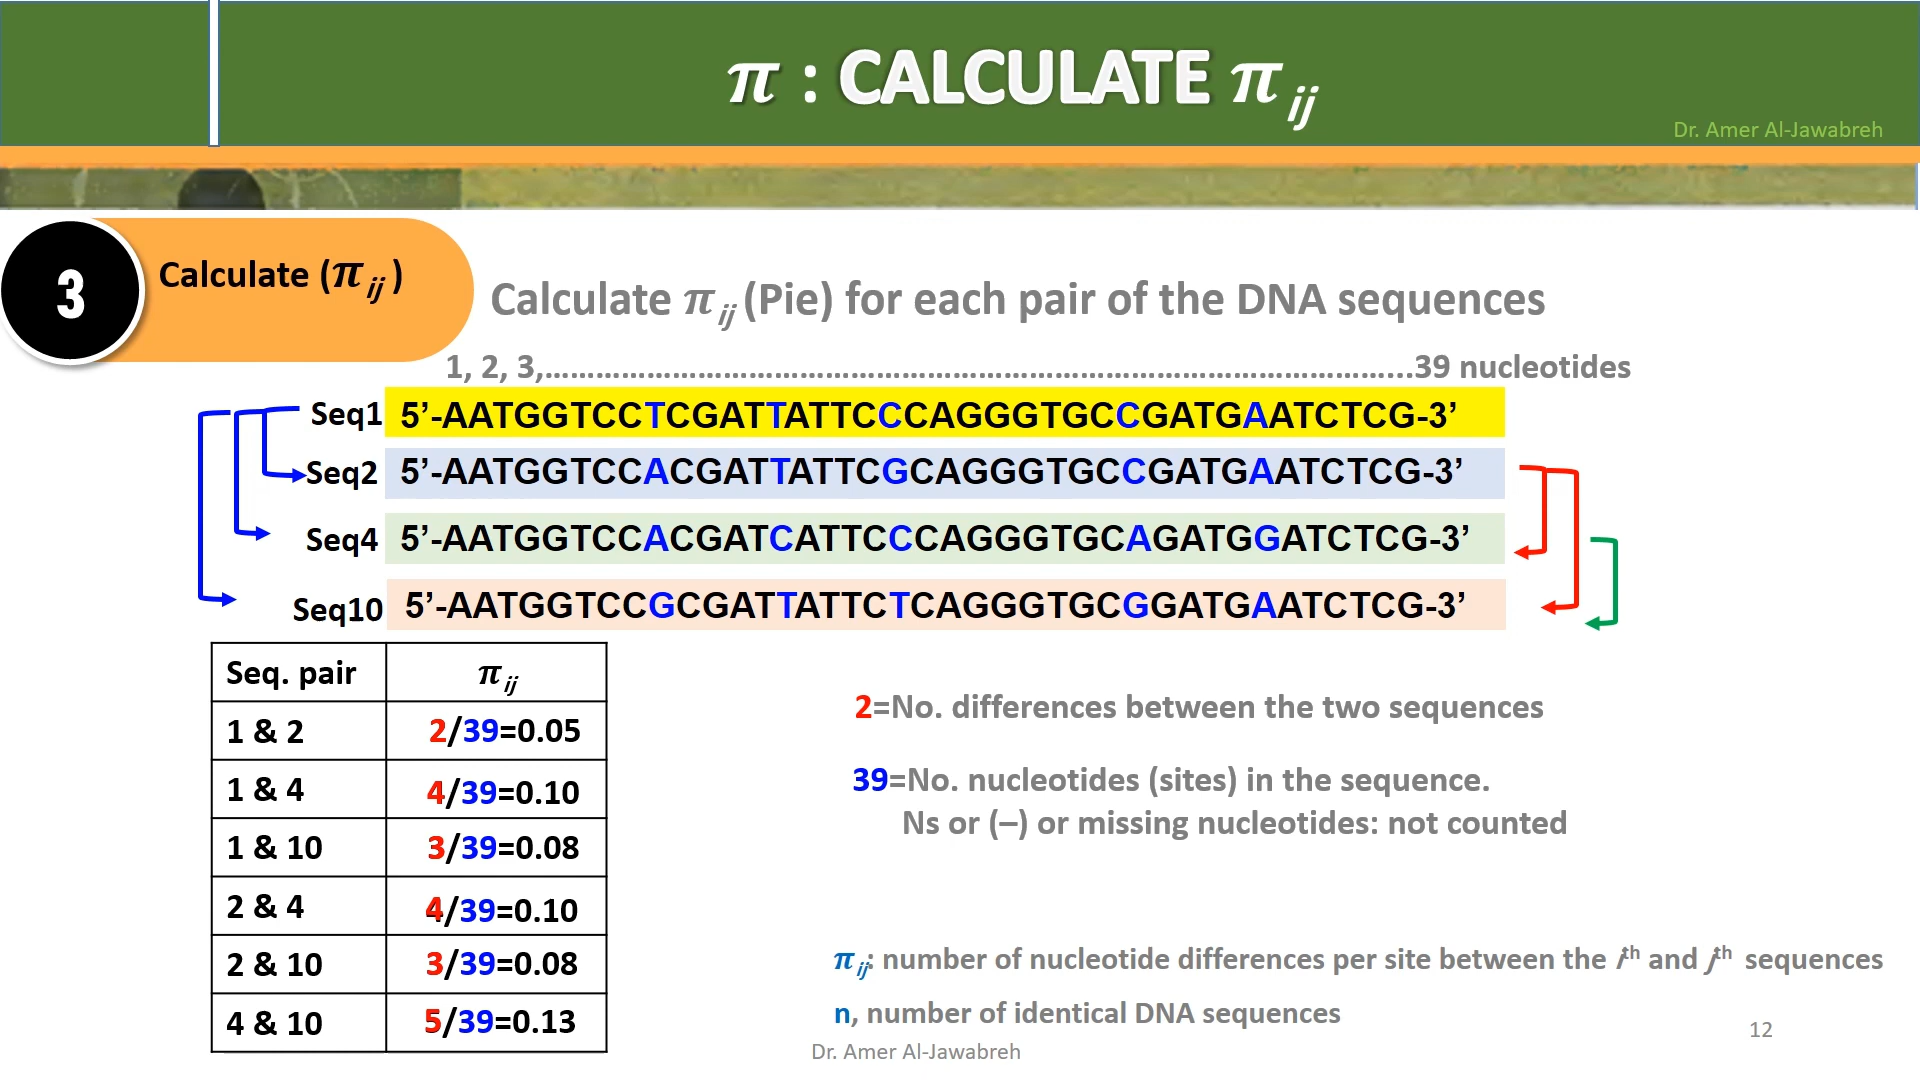 π : CALCULATE π ij
Dr. Amer Al-Jawabreh
3
Calculate (π ij )
Calculate π ij (Pie) for each pair of the DNA sequences
1, 2, 3,……………………………………………………………………………………...39 nucleotides
Seq1 5’-AATGGTCCTCGATTATTCCCAGGGTGCCGATGAATCTCG-3’
Seq2 5’-AATGGTCCACGATTATTCGCAGGGTGCCGATGAATCTCG-3’
Seq4 5’-AATGGTCCACGATCATTCCCAGGGTGCAGATGGATCTCG-3’
Seq10 5’-AATGGTCCGCGATTATTCTCAGGGTGCGGATGAATCTCG-3’
Seq. pair π ij
1 & 2 2/39=0.05
1 & 4 4/39=0.10
1 & 10 3/39=0.08
2 & 4 4/39=0.10
2 & 10 3/39=0.08
4 & 10 5/39=0.13
2=No. differences between the two sequences
39=No. nucleotides (sites) in the sequence.
Ns or (–) or missing nucleotides: not counted
π ij: number of nucleotide differences per site between the ith and jth sequences
n, number of identical DNA sequences
Dr. Amer Al-Jawabreh
12